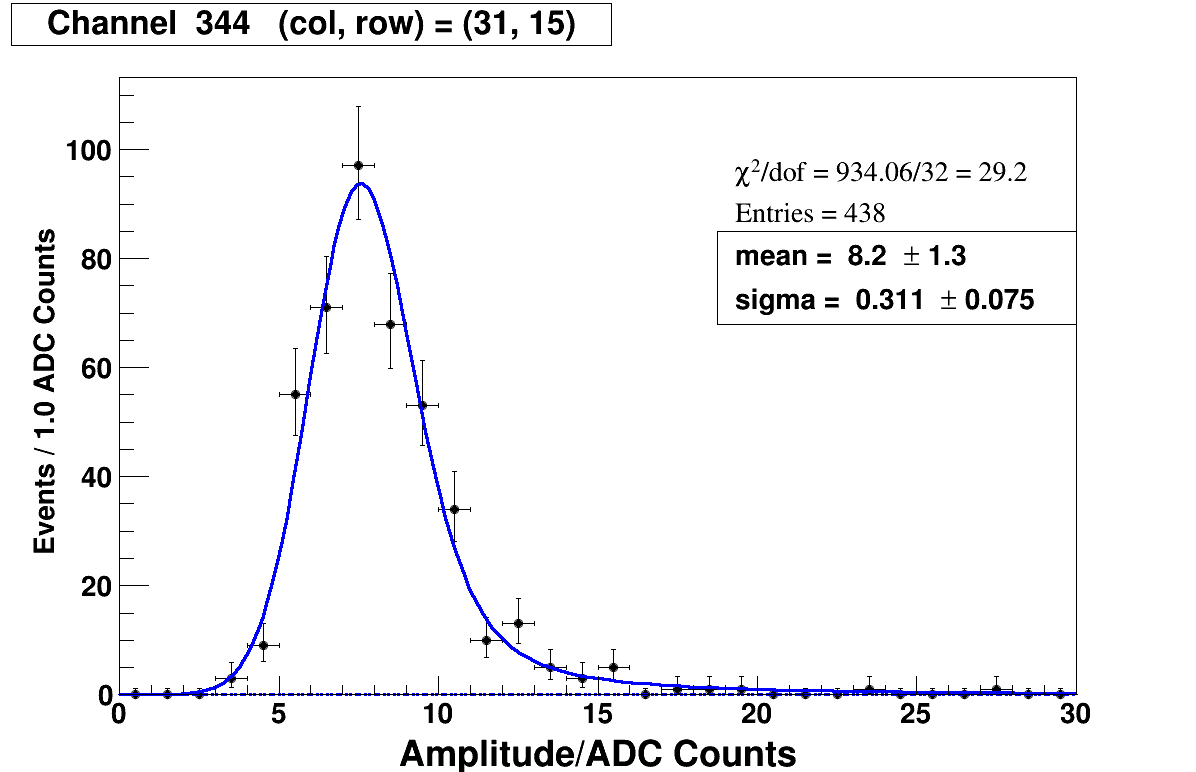 Channel 344 (col, row) = (31, 15)
χ²/dof = 934.06/32 = 29.2
Entries = 438
mean = 8.2 ± 1.3
sigma = 0.311 ± 0.075
Events / 1.0 ADC Counts
100
80
60
40
20
0
0 5 10 15 20 25 30
Amplitude/ADC Counts